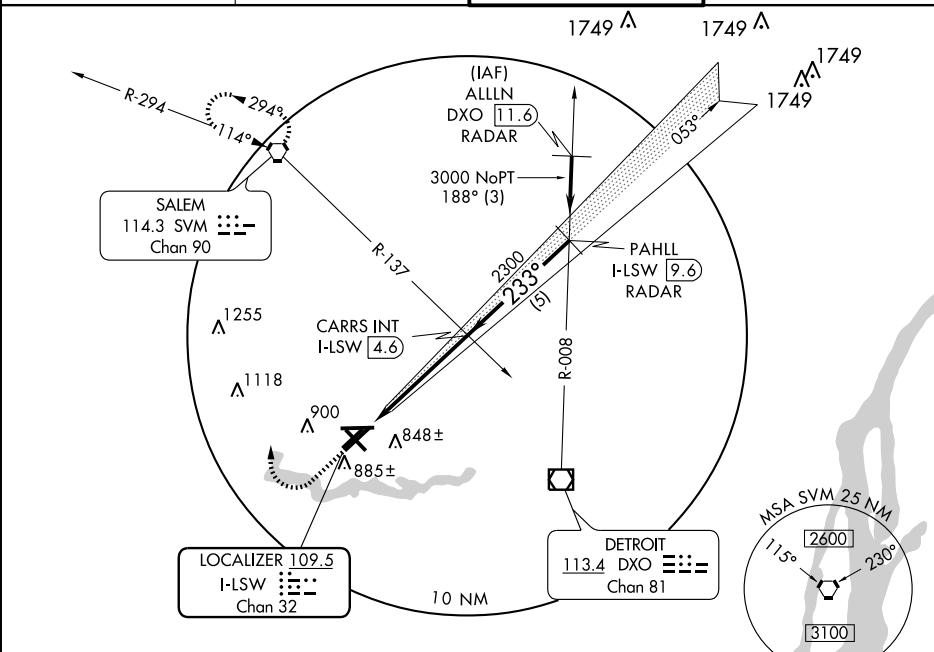 1749
1749
1749
1749
(IAF)
ALLLN
DXO 11.6
RADAR
R-294
294°
114°
053°
3000 NoPT
188° (3)
SALEM
114.3 SVM
Chan 90
R-137
2300
233°
(5)
PAHLL
I-LSW 9.6
RADAR
CARRS INT
I-LSW 4.6
1255
1118
R-008
900
848±
885±
LOCALIZER 109.5
I-LSW
Chan 32
10 NM
DETROIT
113.4 DXO
Chan 81
MSA SVM 25 NM
2600
115°
230°
3100